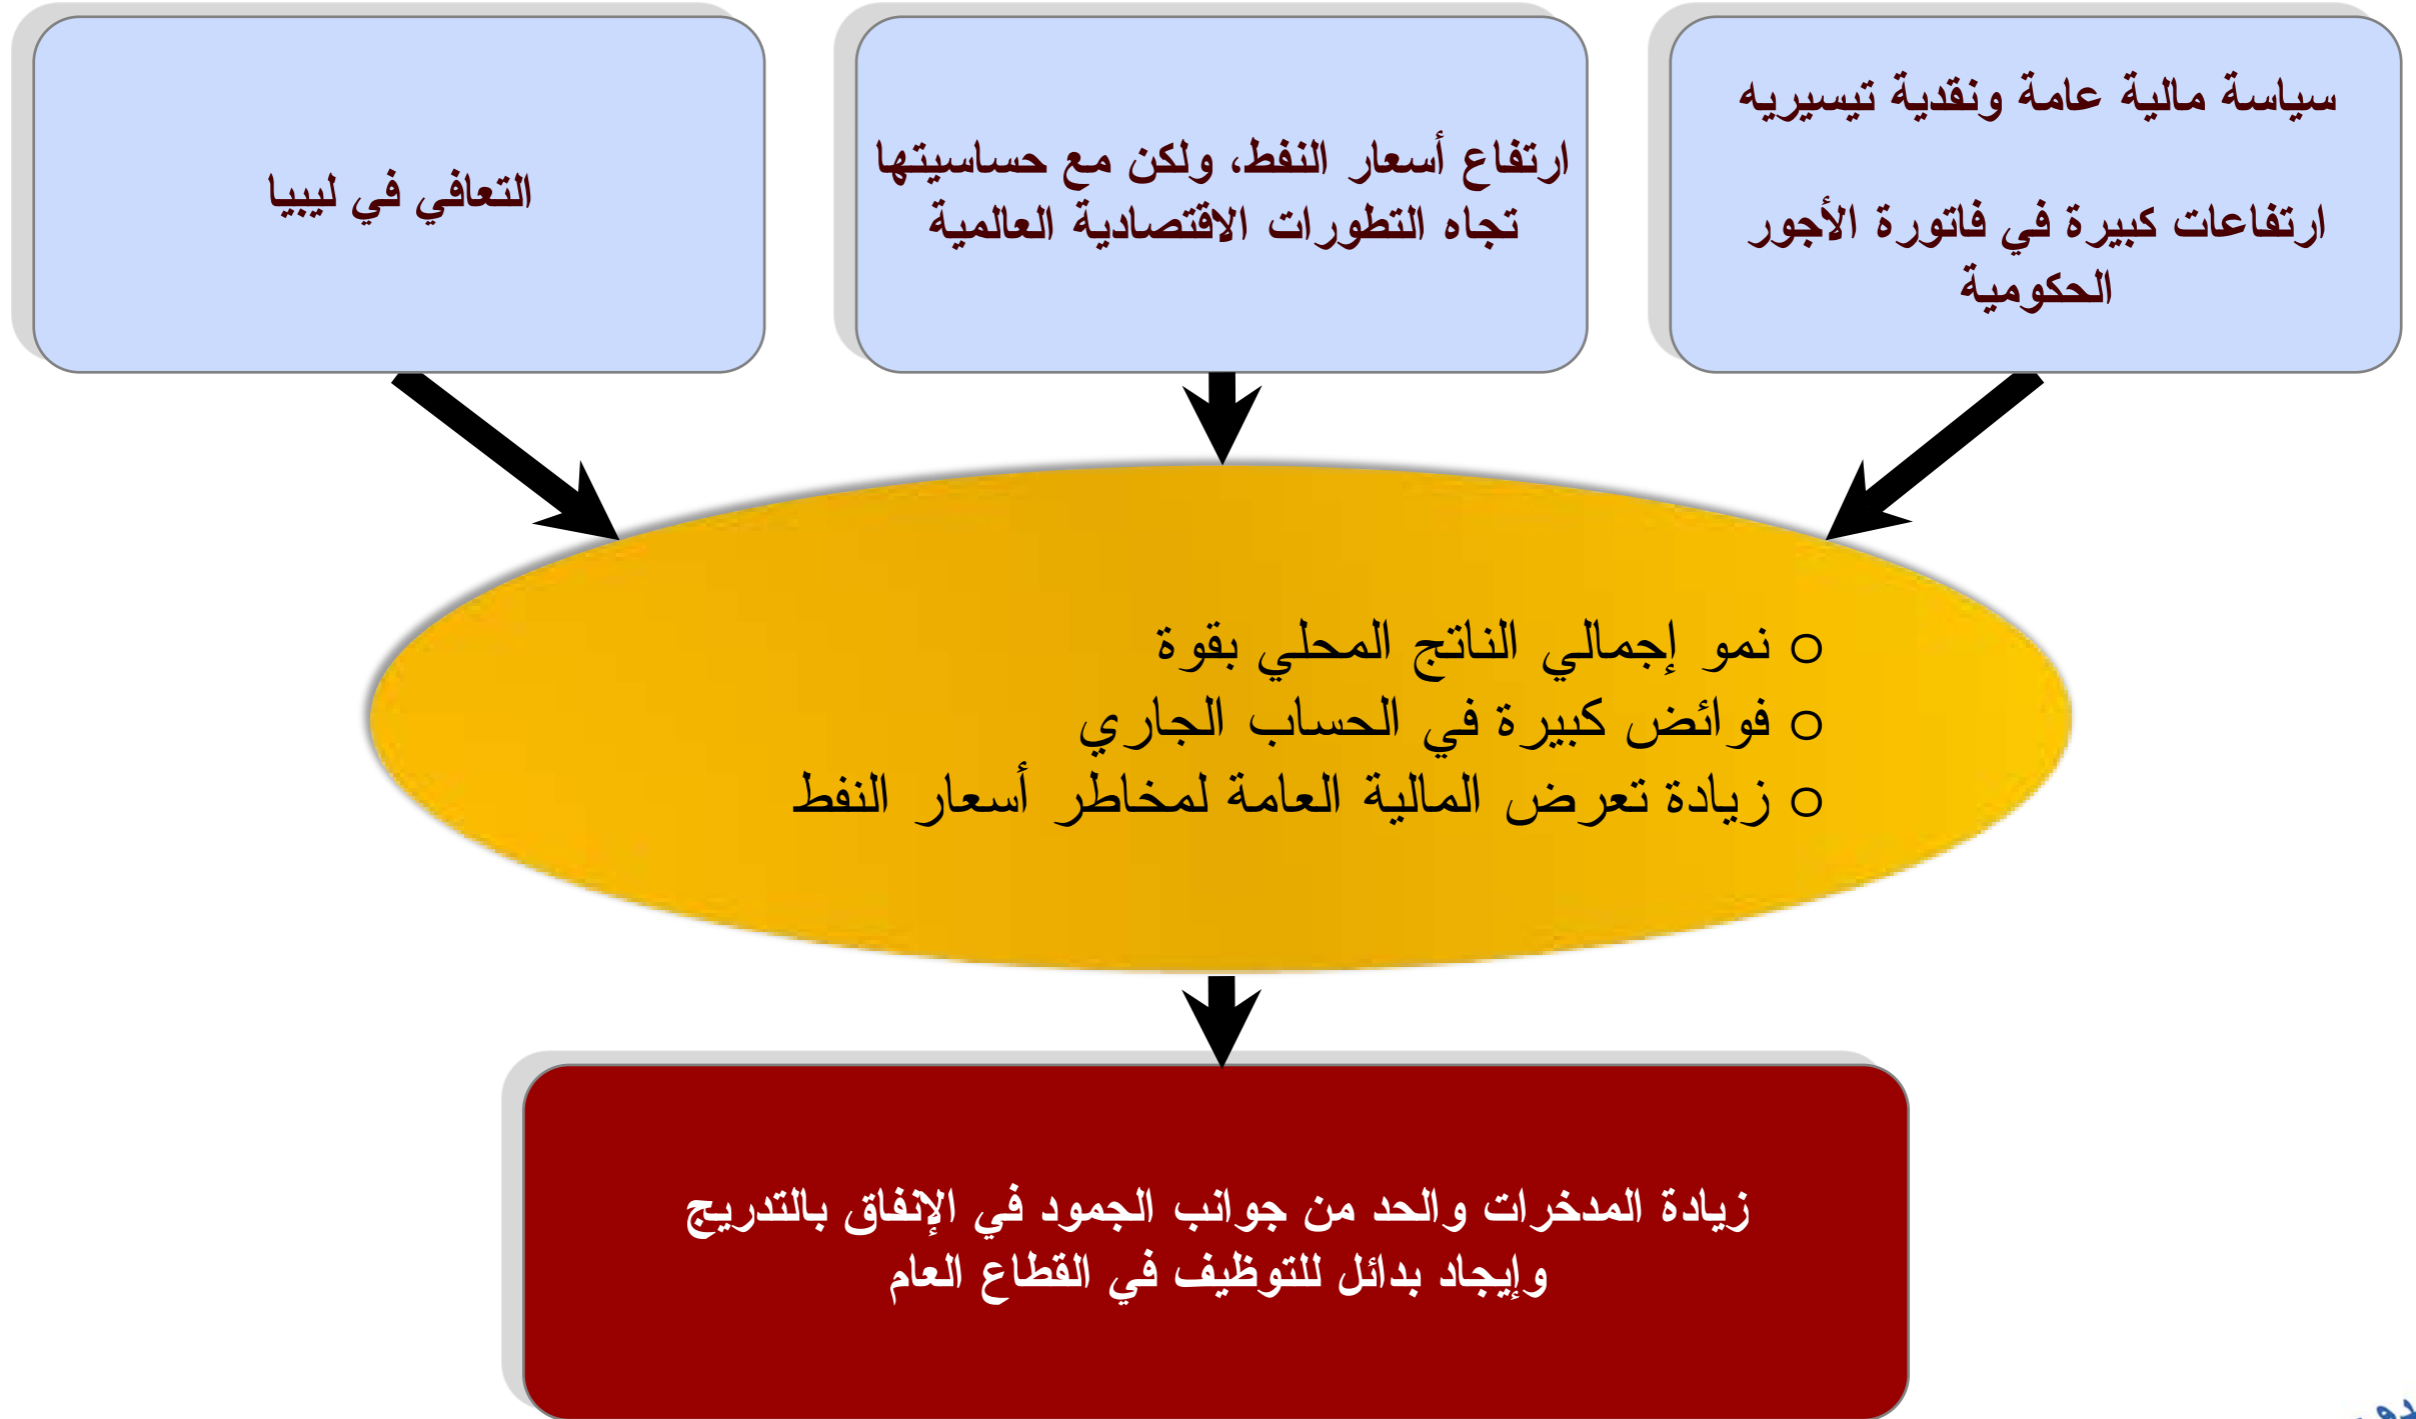 سياسة مالية عامة ونقدية تيسيريه
ارتفاعات كبيرة في فاتورة الأجور
الحكومية
ارتفاع أسعار النفط، ولكن مع حساسيتها
تجاه التطورات الاقتصادية العالمية
التعافي في ليبيا
○ نمو إجمالي الناتج المحلي بقوة
○ فوائض كبيرة في الحساب الجاري
○ زيادة تعرض المالية العامة لمخاطر أسعار النفط
زيادة المدخرات والحد من جوانب الجمود في الإنفاق بالتدريج
وإيجاد بدائل للتوظيف في القطاع العام